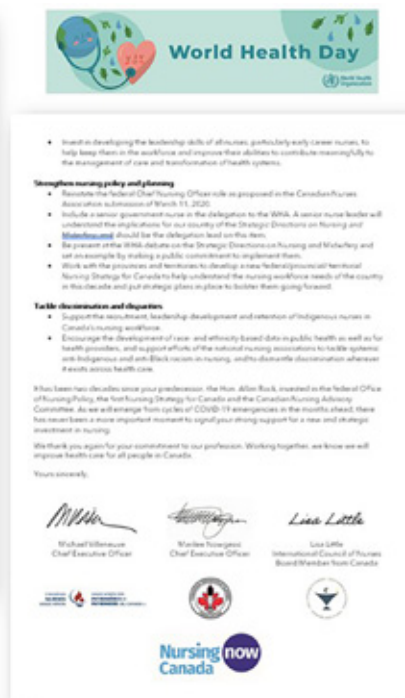 World Health Day
World Health
Organization
• Invest in developing the leadership skills of all nurses, particularly early career nurses, to
help keep them in the workforce and improve their abilities to contribute meaningfully to
the management of care and transformation of health systems.
Strengthen nursing policy and planning
• Reinstate the federal Chief Nursing Officer role as proposed in the Canadian Nurses
Association submission of March 11, 2020.
• Include a senior government nurse in the delegation to the WHA. A senior nurse leader will
understand the implications for our country of the Strategic Directions on Nursing and
Midwifery and should be the delegation lead on this item.
• Be present at the WHA debate on the Strategic Directions on Nursing and Midwifery and
set an example by making a public commitment to implement them.
• Work with the provinces and territories to develop a new federal/provincial/territorial
Nursing Strategy for Canada to help understand the nursing workforce needs of the country
in this decade and put strategic plans in place to bolster them going forward.
Tackle discrimination and disparities
• Support the recruitment, leadership development and retention of Indigenous nurses in
Canada's nursing workforce.
• Encourage the development of race- and ethnicity-based data in public health as well as for
health providers, and support efforts of the national nursing associations to tackle systemic
anti-Indigenous and anti-Black racism in nursing, and to dismantle discrimination wherever
it exists across health care.
It has been two decades since your predecessor, the Hon. Allan Rock, invested in the federal Office
of Nursing Policy, the first Nursing Strategy for Canada and the Canadian Nursing Advisory
Committee. As we emerge from cycles of COVID-19 emergencies in the months ahead, there
has never been a more important moment to signal your strong support for a new and strategic
investment in nursing.
We thank you again for your commitment to our profession. Working together, we know we will
improve health care for all people in Canada.
Yours sincerely,
Lisa Little
Michael Villeneuve
Chief Executive Officer
Marilee Nowgesic
Chief Executive Officer
Lisa Little
International Council of Nurses
Board Member from Canada
Nursing now
Canada